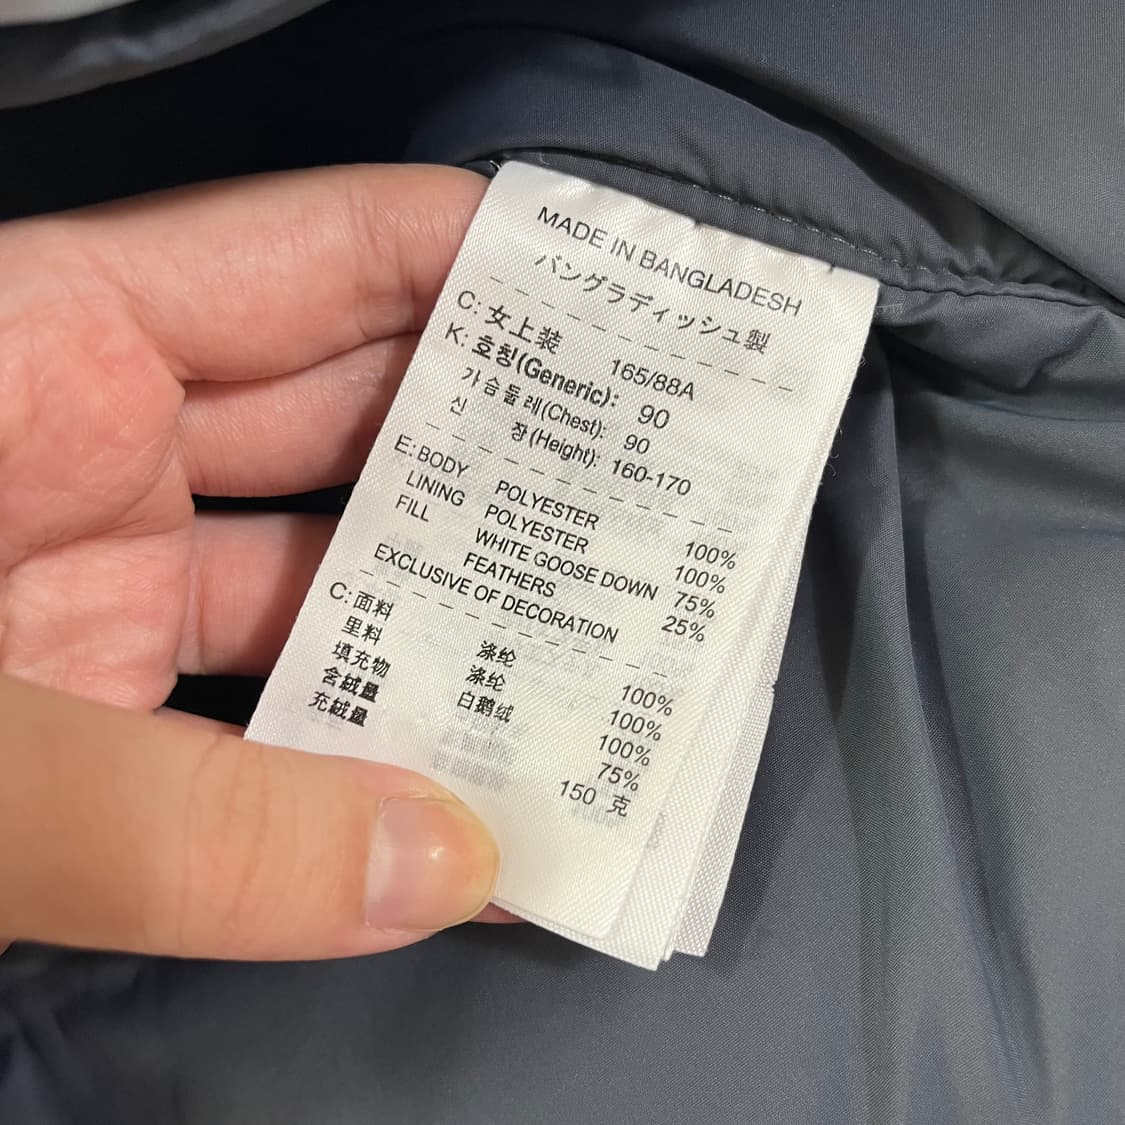 MADE IN BANGLADESH
バングラディッシュ製
C: 女上装 165/88A
K: 호칭(Generic): 90
가슴둘레(Chest): 90
신 장(Height): 160-170
E: BODY POLYESTER 100%
LINING POLYESTER 100%
FILL WHITE GOOSE DOWN 75%
FEATHERS 25%
EXCLUSIVE OF DECORATION
C: 面料 涤纶 100%
里料 涤纶 100%
填充物 白鹅绒 100%
含絨量 75%
充絨量 150 克